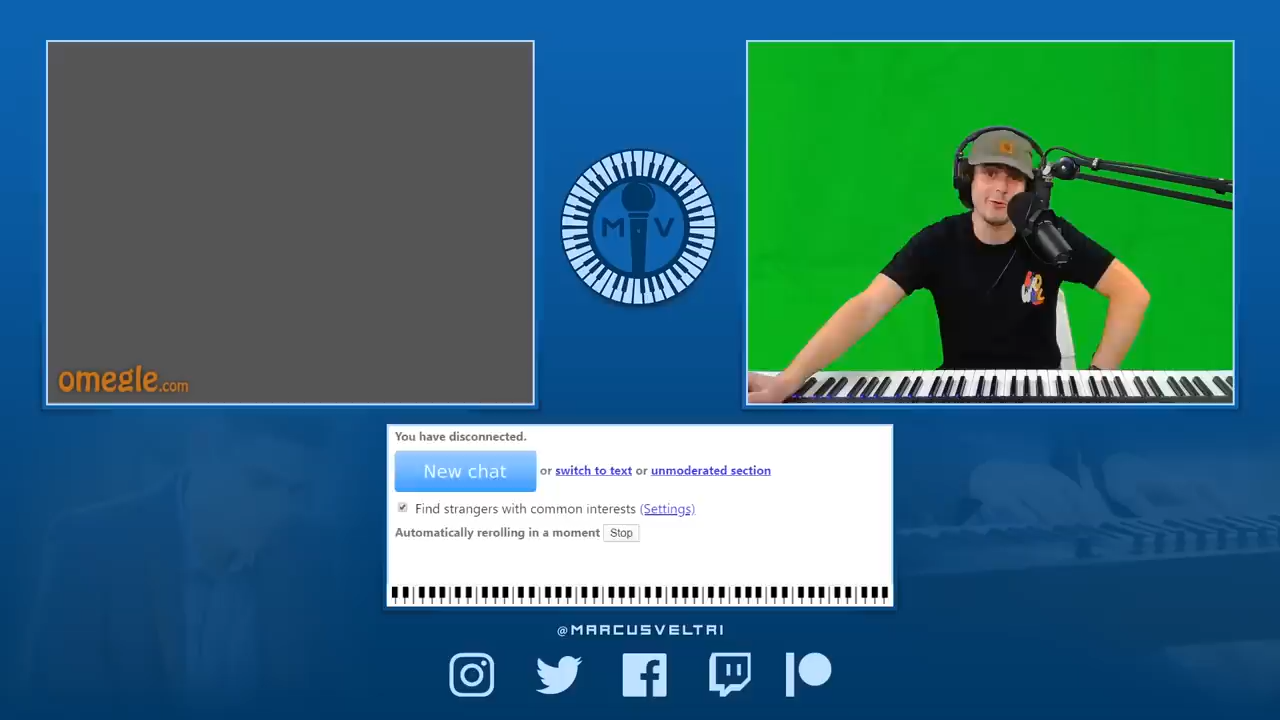 omegle.com
M V
You have disconnected.
New chat or switch to text or unmoderated section
Find strangers with common interests (Settings)
Automatically rerolling in a moment Stop
@MARCUSVELTRI